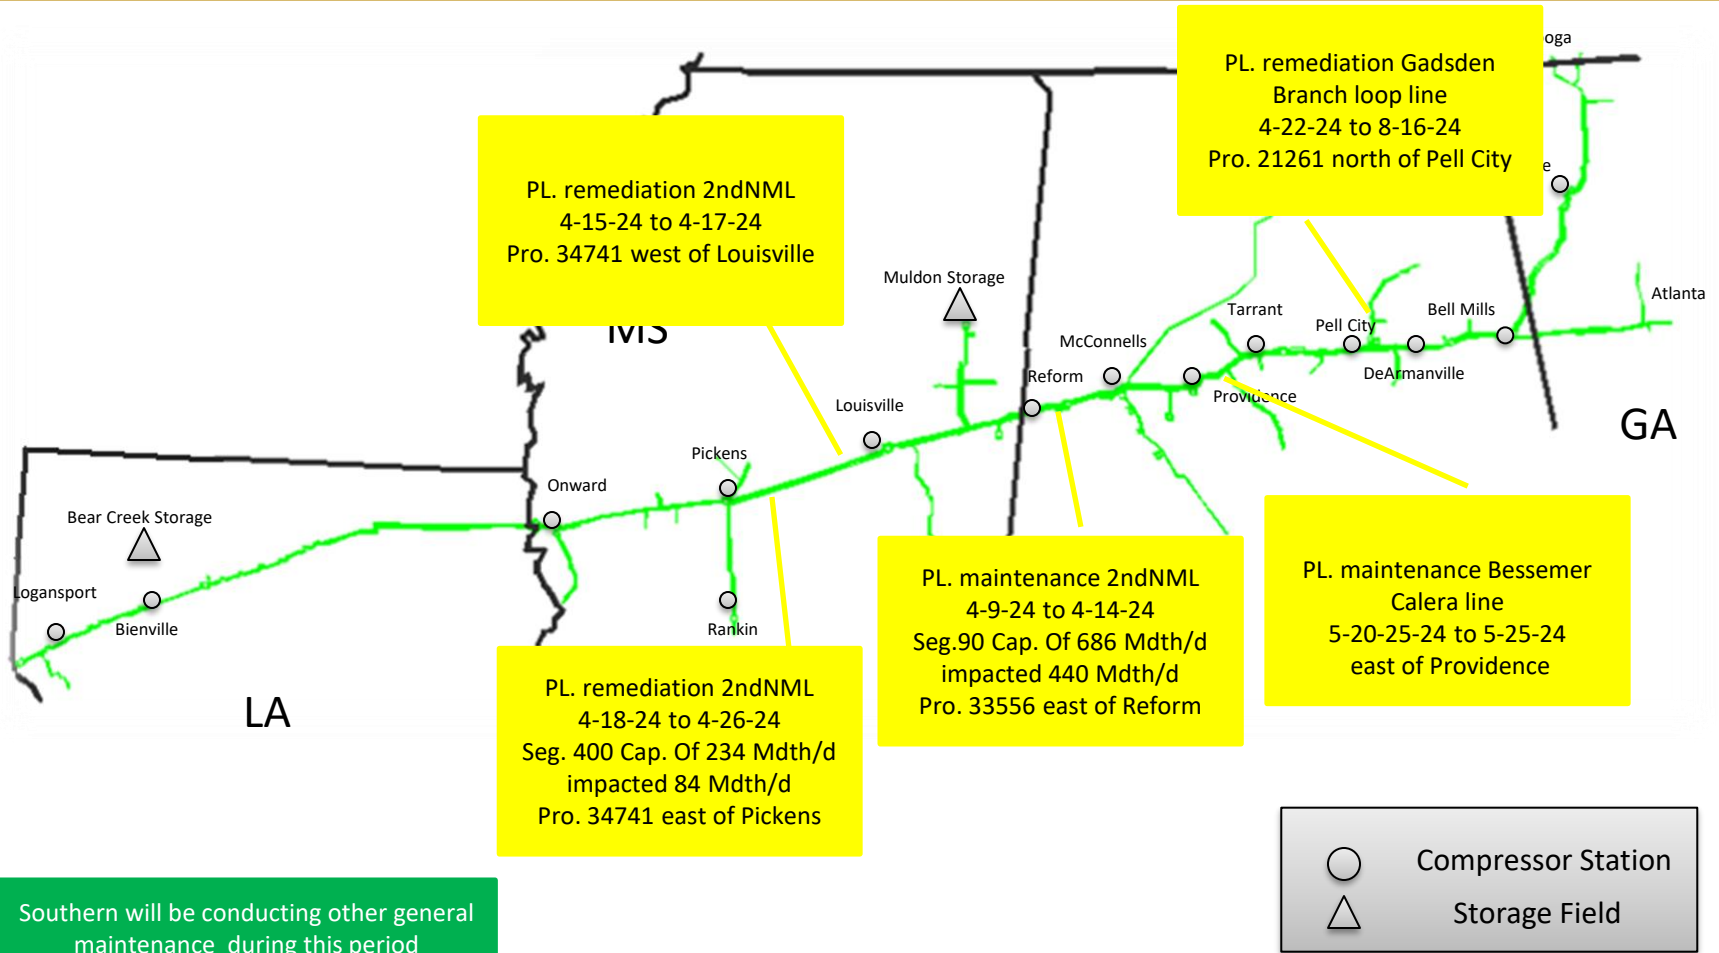 PL. remediation Gadsden
Branch loop line
4-22-24 to 8-16-24
Pro. 21261 north of Pell City
PL. remediation 2ndNML
4-15-24 to 4-17-24
Pro. 34741 west of Louisville
MS
Muldon Storage
Atlanta
Tarrant
Bell Mills
Pell City
McConnells
DeArmanville
Reform
Providence
Louisville
GA
Pickens
Onward
Bear Creek Storage
Logansport
Bienville
Rankin
LA
PL. maintenance 2ndNML
4-9-24 to 4-14-24
Seg.90 Cap. Of 686 Mdth/d
impacted 440 Mdth/d
Pro. 33556 east of Reform
PL. maintenance Bessemer
Calera line
5-20-25-24 to 5-25-24
east of Providence
PL. remediation 2ndNML
4-18-24 to 4-26-24
Seg. 400 Cap. Of 234 Mdth/d
impacted 84 Mdth/d
Pro. 34741 east of Pickens
Compressor Station
Storage Field
Southern will be conducting other general
maintenance during this period